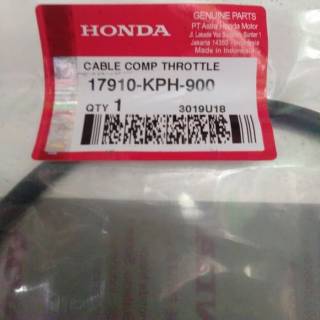 HONDA
GENUINE PARTS
PT Astra Honda Motor
Jakarta 14350
Made in Indonesia
CABLE COMP THROTTLE
17910-KPH-900
QTY 1 3019U18